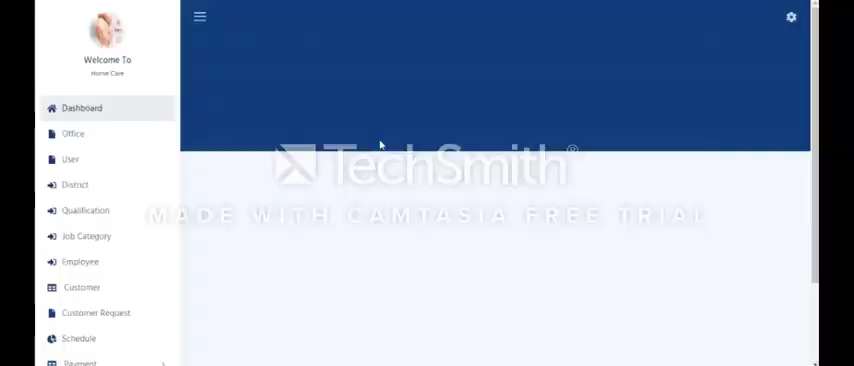 Welcome To
Home Care
Dashboard
Office
User
District
Qualification
Job Category
Employee
Customer
Customer Request
Schedule
Payment
TechSmith®
MADE WITH CAMTASIA FREE TRIAL